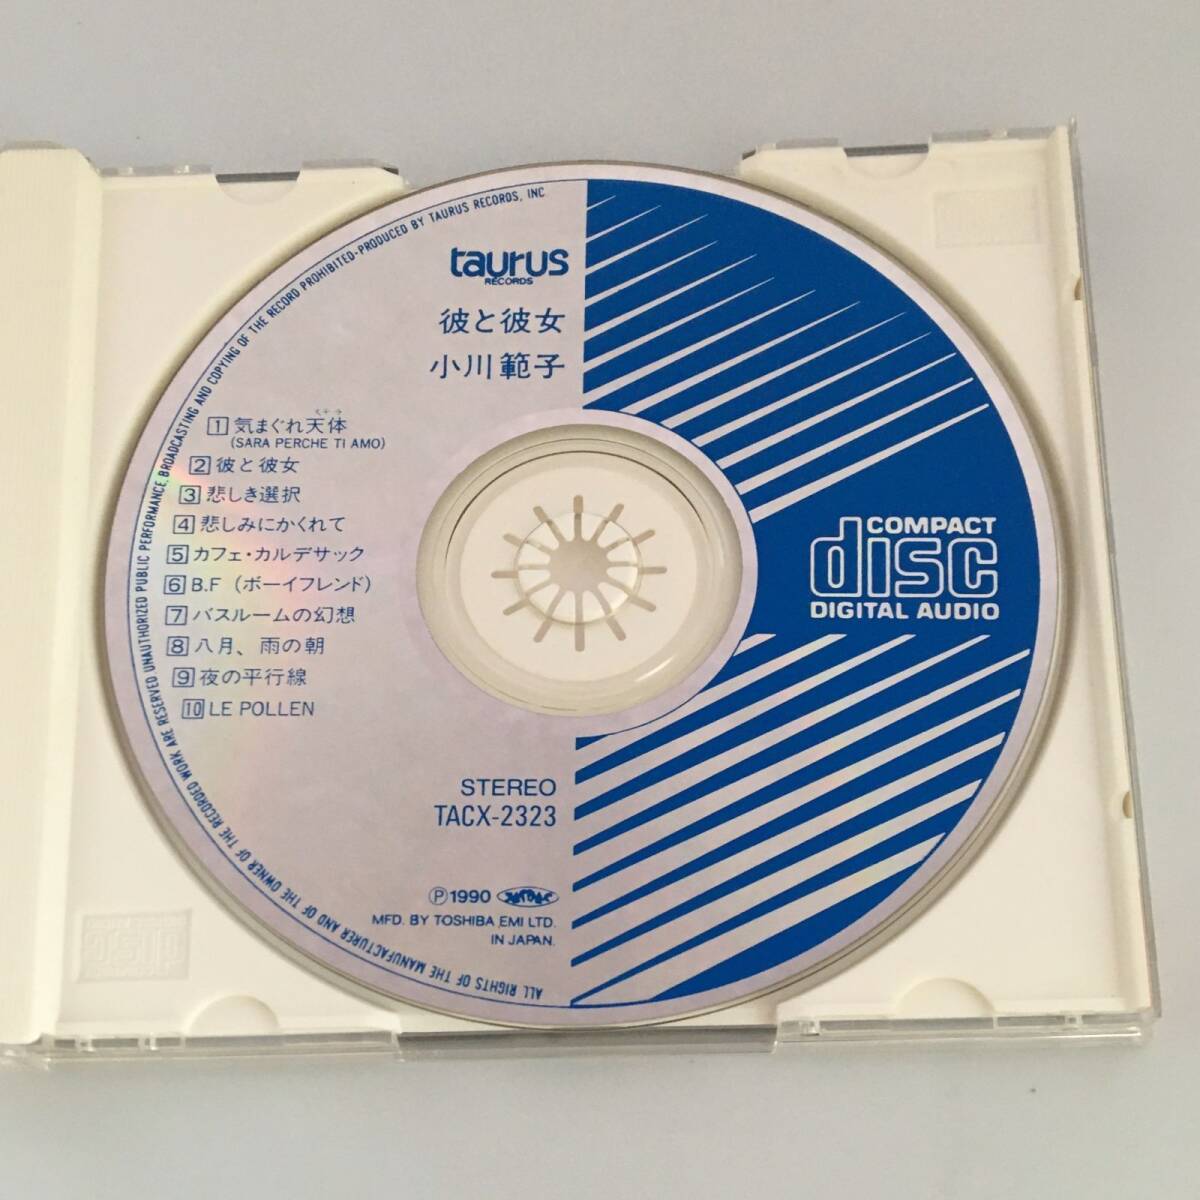 taurus
RECORDS
彼と彼女
小川範子
1 気まぐれ天体
(SARA PERCHE TI AMO)
2 彼と彼女
3 悲しき選択
4 悲しみにかくれて
5 カフェ・カルデサック
6 B.F (ボーイフレンド)
7 バスルームの幻想
8 八月、雨の朝
9 夜の平行線
10 LE POLLEN
STEREO
TACX-2323
Ⓟ1990 JASRAC
MFD. BY TOSHIBA EMI LTD.
IN JAPAN.
COMPACT
disc
DIGITAL AUDIO
ALL RIGHTS OF THE MANUFACTURER AND OF THE OWNER OF THE RECORDED WORK ARE RESERVED UNAUTHORIZED PUBLIC PERFORMANCE, BROADCASTING AND COPYING OF THE RECORD PROHIBITED-PRODUCED BY TAURUS RECORDS, INC
disc